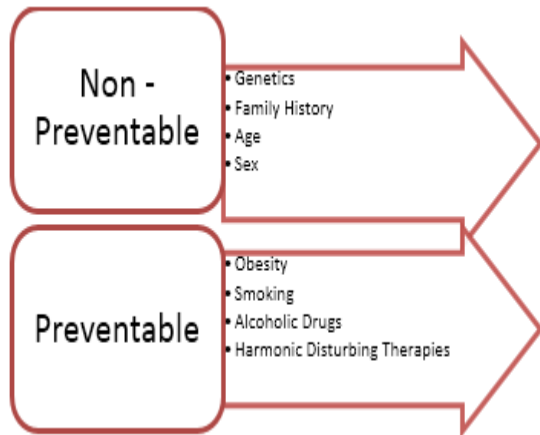 Non -
Preventable
• Genetics
• Family History
• Age
• Sex
Preventable
• Obesity
• Smoking
• Alcoholic Drugs
• Harmonic Disturbing Therapies